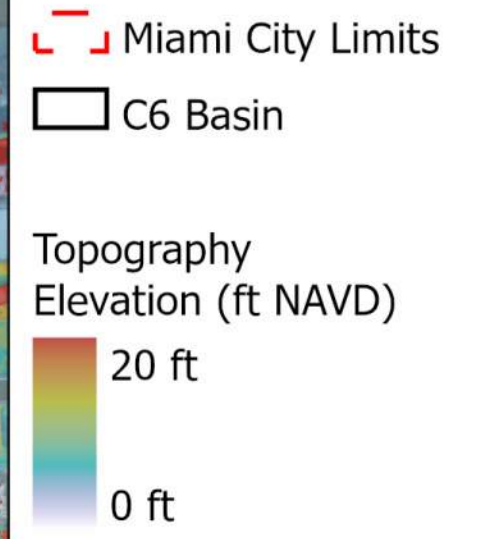 Miami City Limits
C6 Basin
Topography
Elevation (ft NAVD)
20 ft
0 ft